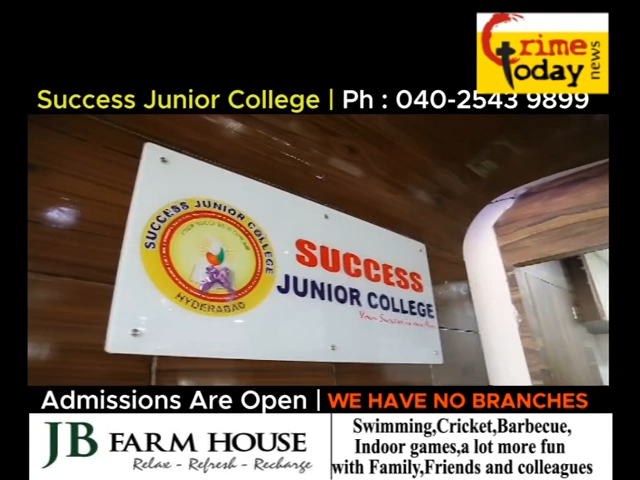 Crime
today
news
Success Junior College | Ph : 040-2543 9899
SUCCESS JUNIOR COLLEGE
HYDERABAD
SUCCESS
JUNIOR COLLEGE
Admissions Are Open | WE HAVE NO BRANCHES
JB FARM HOUSE
Relax - Refresh - Recharge
Swimming,Cricket,Barbecue,
Indoor games,a lot more fun
with Family,Friends and colleagues